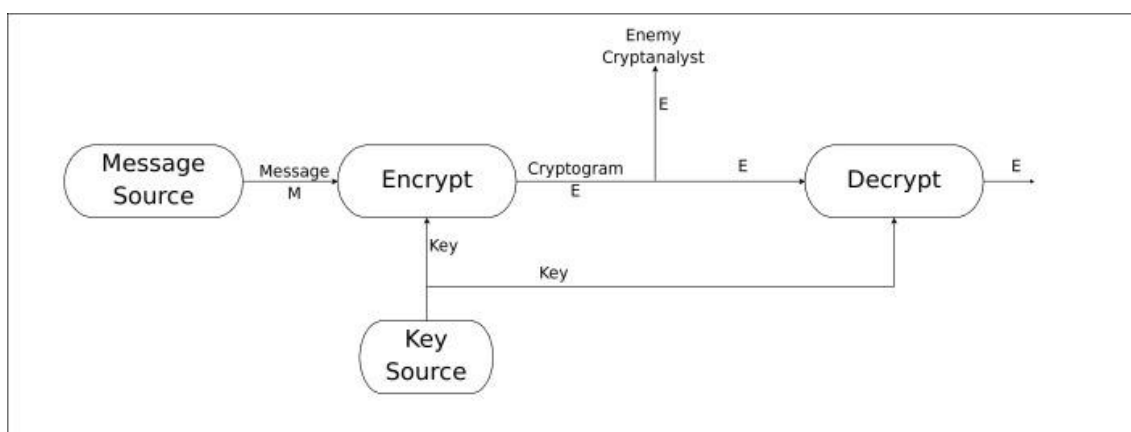 Enemy
Cryptanalyst
E
Message
Source
Message
M
Encrypt
Cryptogram
E
E
Decrypt
E
Key
Key
Key
Source